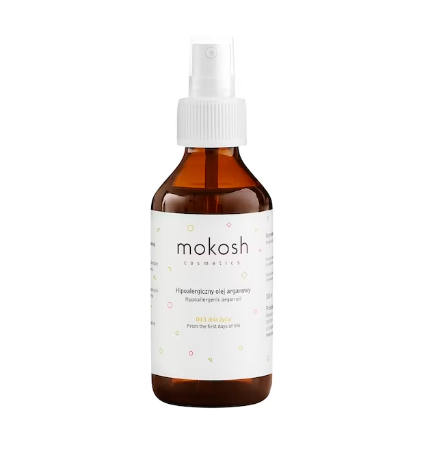 mokosh
cosmetics
Hipoalergiczny olej arganowy
Hypoallergenic argan oil
Od 1 dnia życia
From the first days of life